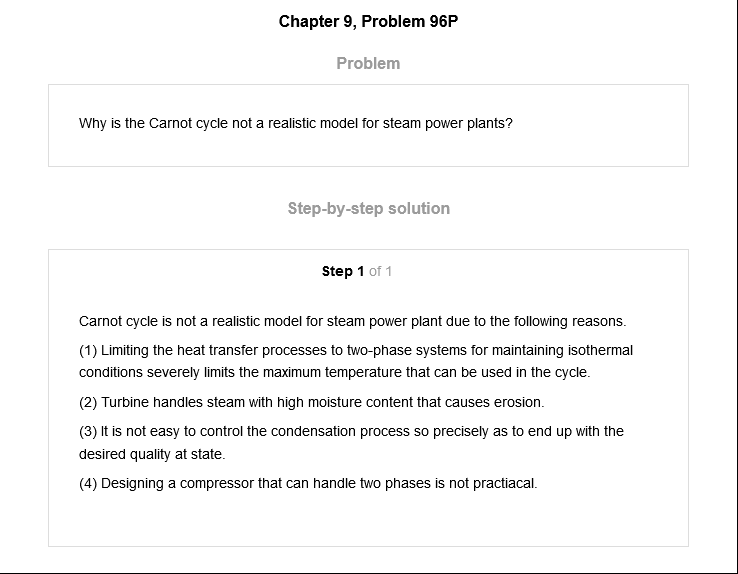 Chapter 9, Problem 96P
Problem
Why is the Carnot cycle not a realistic model for steam power plants?
Step-by-step solution
Step 1 of 1
Carnot cycle is not a realistic model for steam power plant due to the following reasons.
(1) Limiting the heat transfer processes to two-phase systems for maintaining isothermal
conditions severely limits the maximum temperature that can be used in the cycle.
(2) Turbine handles steam with high moisture content that causes erosion.
(3) It is not easy to control the condensation process so precisely as to end up with the
desired quality at state.
(4) Designing a compressor that can handle two phases is not practiacal.